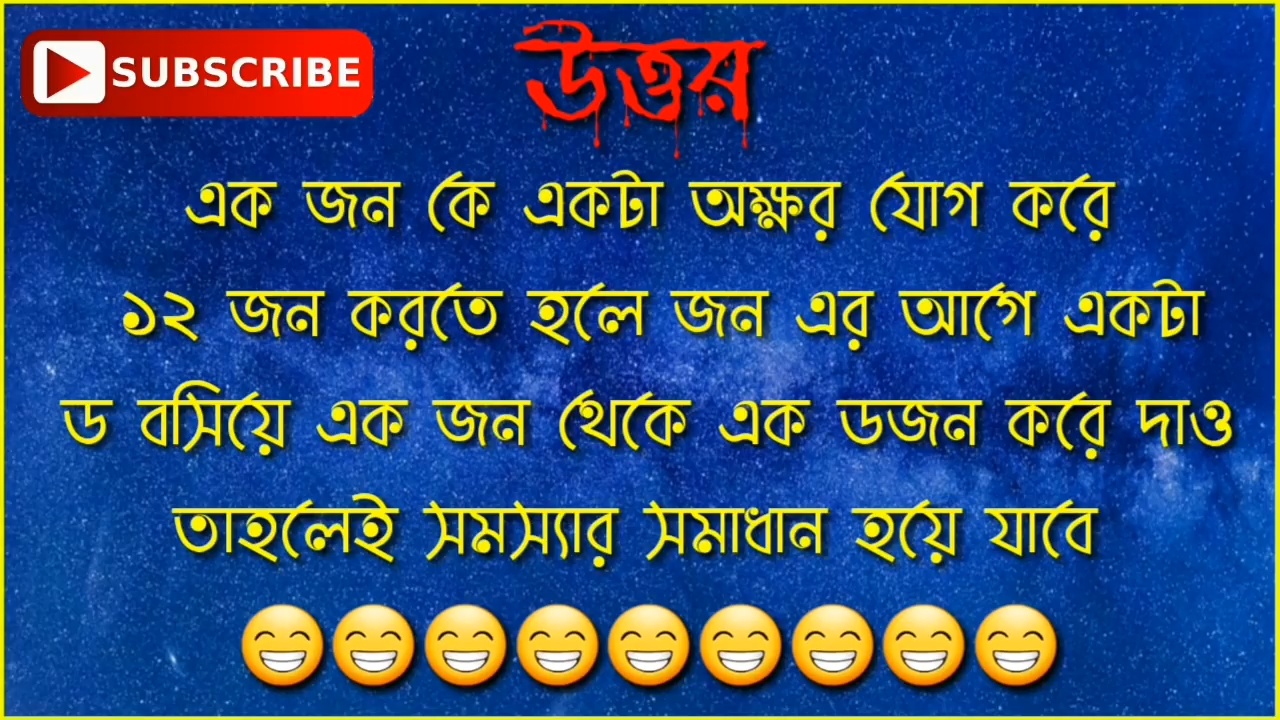 SUBSCRIBE
উত্তর
এক জন কে একটা অক্ষর যোগ করে
১২ জন করতে হলে জন এর আগে একটা
ড বসিয়ে এক জন থেকে এক ডজন করে দাও
তাহলেই সমস্যার সমাধান হয়ে যাবে